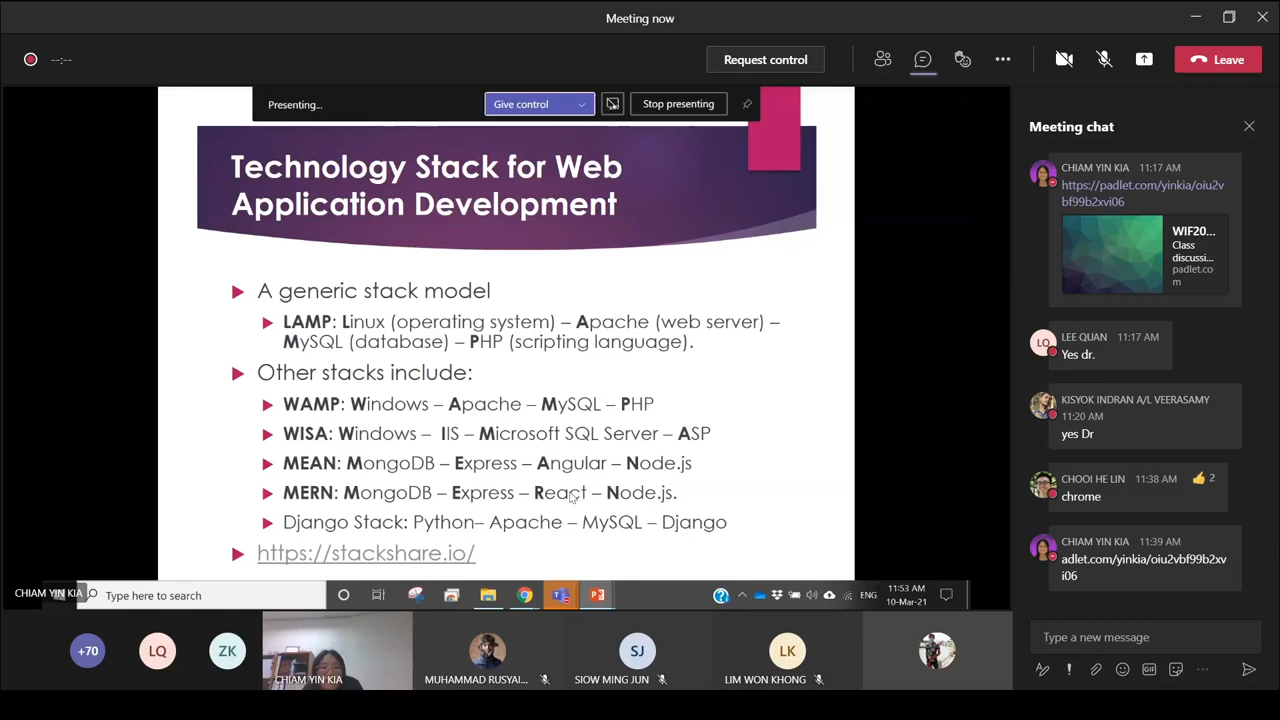 Meeting now
--:--
Request control
Leave
Presenting...
Give control
Stop presenting
Technology Stack for Web
Application Development
A generic stack model
LAMP: Linux (operating system) – Apache (web server) –
MySQL (database) – PHP (scripting language).
Other stacks include:
WAMP: Windows – Apache – MySQL – PHP
WISA: Windows – IIS – Microsoft SQL Server – ASP
MEAN: MongoDB – Express – Angular – Node.js
MERN: MongoDB – Express – React – Node.js.
Django Stack: Python– Apache – MySQL – Django
https://stackshare.io/
CHIAM YIN KIA
Type here to search
ENG
11:53 AM
10-Mar-21
+70
LQ
ZK
CHIAM YIN KIA
MUHAMMAD RUSYAI...
SJ
SIOW MING JUN
LK
LIM WON KHONG
Meeting chat
CHIAM YIN KIA 11:17 AM
https://padlet.com/yinkia/oiu2v
bf99b2xvi06
WIF20...
Class
discussi...
padlet.co
m
LQ
LEE QUAN 11:17 AM
Yes dr.
KISYOK INDRAN A/L VEERASAMY
11:20 AM
yes Dr
CHOOI HE LIN 11:38 AM 2
chrome
CHIAM YIN KIA 11:39 AM
adlet.com/yinkia/oiu2vbf99b2x
vi06
Type a new message
GIF